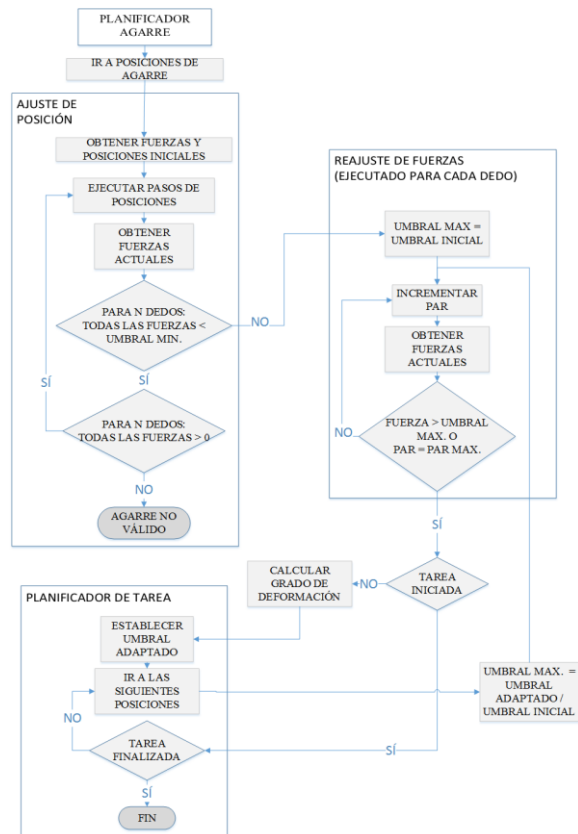 PLANIFICADOR
AGARRE
IR A POSICIONES DE
AGARRE
AJUSTE DE
POSICIÓN
OBTENER FUERZAS Y
POSICIONES INICIALES
EJECUTAR PASOS DE
POSICIONES
OBTENER
FUERZAS
ACTUALES
PARA N DEDOS:
TODAS LAS FUERZAS <
UMBRAL MIN.
NO
SÍ
SÍ
PARA N DEDOS:
TODAS LAS FUERZAS > 0
NO
AGARRE NO
VÁLIDO
REAJUSTE DE FUERZAS
(EJECUTADO PARA CADA DEDO)
UMBRAL MAX =
UMBRAL INICIAL
INCREMENTAR
PAR
OBTENER
FUERZAS
ACTUALES
FUERZA > UMBRAL
MAX. O
PAR = PAR MAX.
NO
SÍ
TAREA
INICIADA
NO
CALCULAR
GRADO DE
DEFORMACIÓN
PLANIFICADOR DE TAREA
ESTABLECER
UMBRAL
ADAPTADO
IR A LAS
SIGUIENTES
POSICIONES
UMBRAL MAX. =
UMBRAL
ADAPTADO /
UMBRAL INICIAL
NO
SÍ
TAREA
FINALIZADA
SÍ
FIN